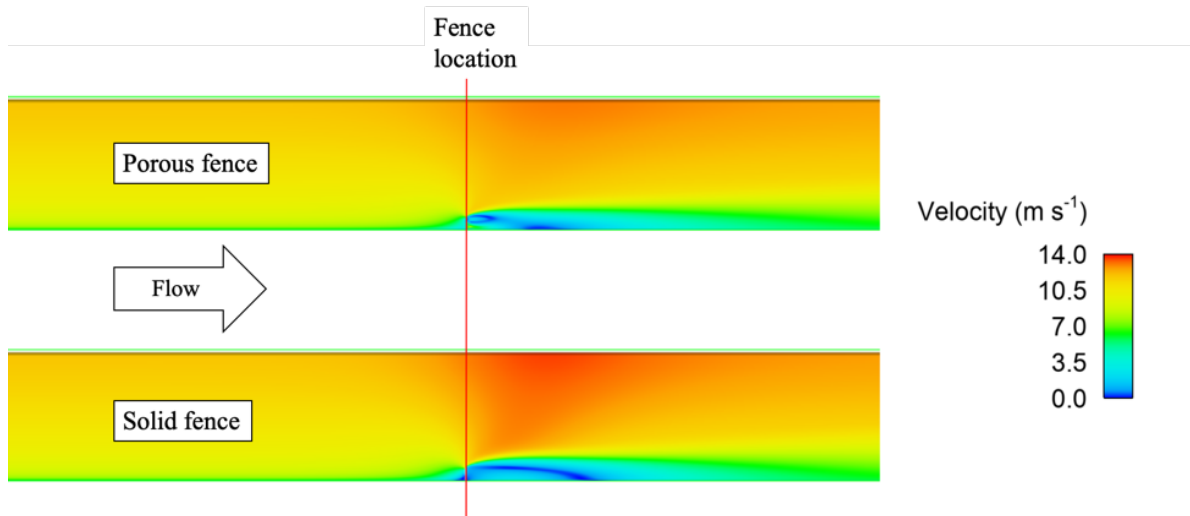 Fence
location
Porous fence
Flow
Solid fence
Velocity (m s⁻¹)
14.0
10.5
7.0
3.5
0.0